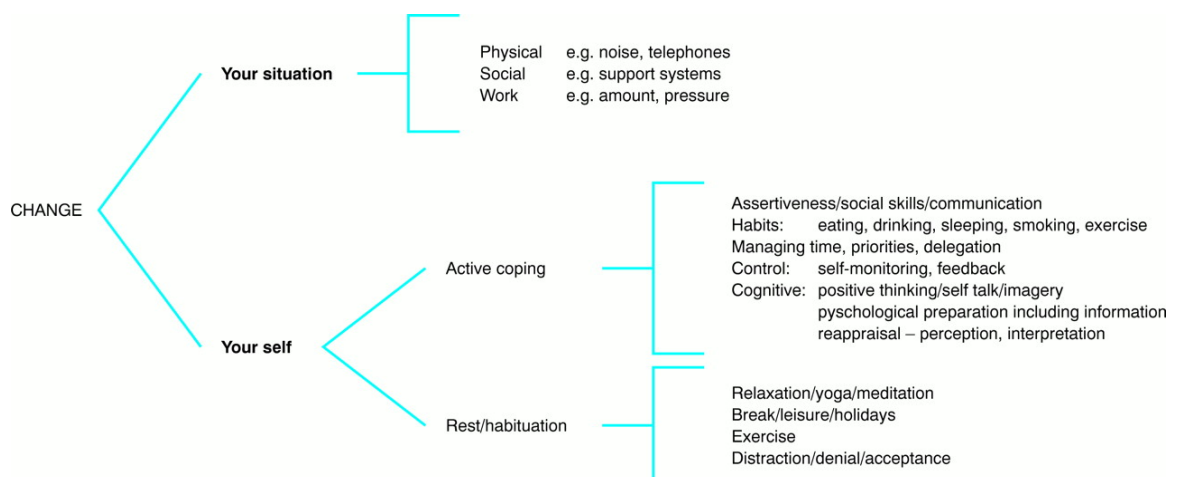 CHANGE
Your situation
Physical e.g. noise, telephones
Social e.g. support systems
Work e.g. amount, pressure
Your self
Active coping
Assertiveness/social skills/communication
Habits: eating, drinking, sleeping, smoking, exercise
Managing time, priorities, delegation
Control: self-monitoring, feedback
Cognitive: positive thinking/self talk/imagery
pyschological preparation including information
reappraisal – perception, interpretation
Rest/habituation
Relaxation/yoga/meditation
Break/leisure/holidays
Exercise
Distraction/denial/acceptance